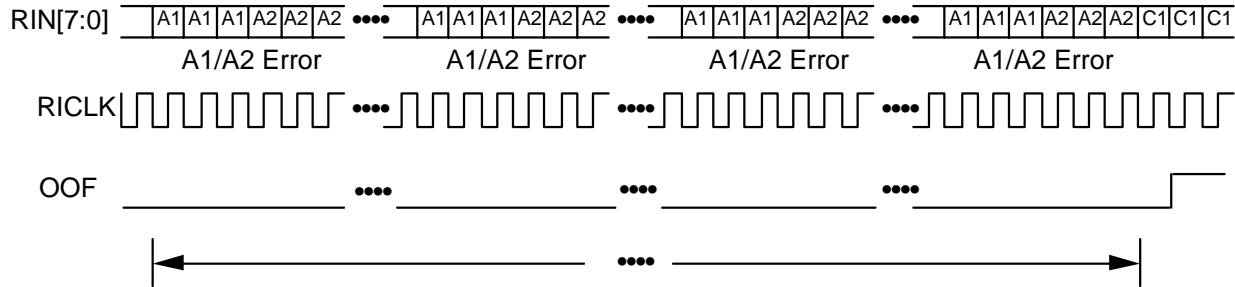 RIN[7:0] A1 A1 A1 A2 A2 A2 •••• A1 A1 A1 A2 A2 A2 •••• A1 A1 A1 A2 A2 A2 •••• A1 A1 A1 A2 A2 A2 C1 C1 C1
A1/A2 Error A1/A2 Error A1/A2 Error A1/A2 Error
RICLK •••• •••• ••••
OOF •••• •••• ••••
••••